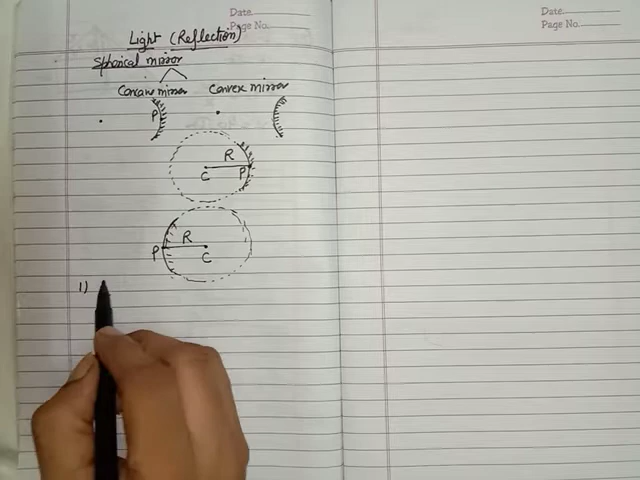 Date
Page No.
Date
Page No.
Light (Reflection)
Spherical mirror
Concave mirror Convex mirror
P
R
C P
R
P C
1)